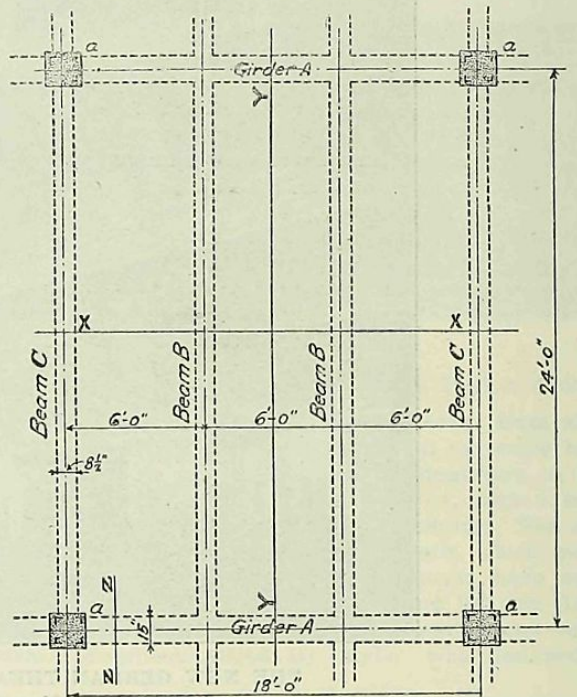 a
a
Girder A
Y
X
X
Beam C
Beam B
Beam B
Beam C
24'-0"
6'-0"
6'-0"
6'-0"
8½"
Z
Y
a
a
15"
Girder A
Z
18'-0"